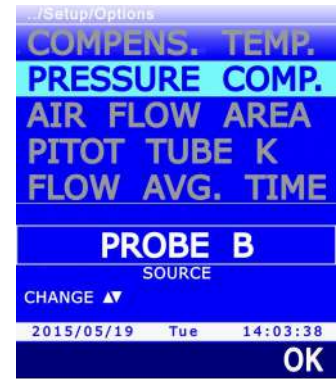 ../Setup/Options
COMPENS. TEMP.
PRESSURE COMP.
AIR FLOW AREA
PITOT TUBE K
FLOW AVG. TIME
PROBE B
SOURCE
CHANGE ▲▼
2015/05/19 Tue 14:03:38
OK